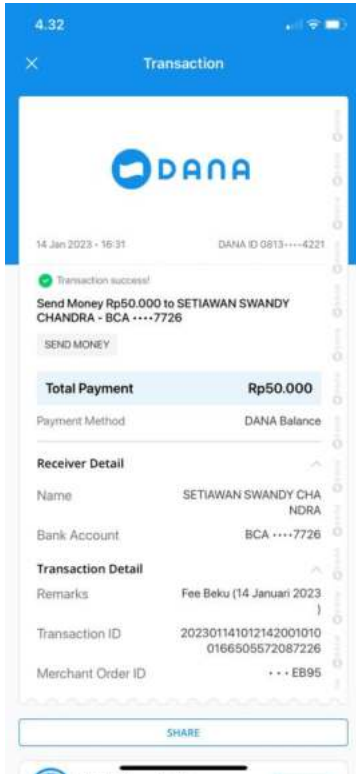 4.32
Transaction
DANA
14 Jan 2023 • 16:31
DANA ID 0813••••4221
Transaction success!
Send Money Rp50.000 to SETIAWAN SWANDY
CHANDRA - BCA ••••7726
SEND MONEY
Total Payment Rp50.000
Payment Method DANA Balance
Receiver Detail
Name SETIAWAN SWANDY CHA
NDRA
Bank Account BCA ••••7726
Transaction Detail
Remarks Fee Beku (14 Januari 2023
)
Transaction ID 202301141012142001010
0166505572087226
Merchant Order ID • • • EB95
SHARE